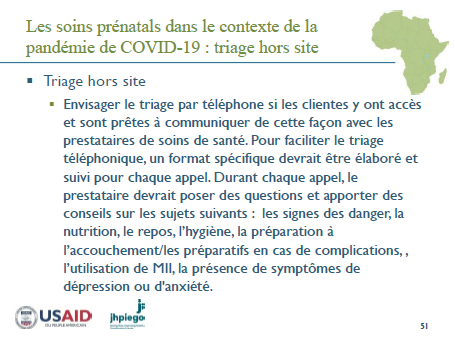 Les soins prénatals dans le contexte de la
pandémie de COVID-19 : triage hors site
▪ Triage hors site
▪ Envisager le triage par téléphone si les clientes y ont accès
et sont prêtes à communiquer de cette façon avec les
prestataires de soins de santé. Pour faciliter le triage
téléphonique, un format spécifique devrait être élaboré et
suivi pour chaque appel. Durant chaque appel, le
prestataire devrait poser des questions et apporter des
conseils sur les sujets suivants : les signes des danger, la
nutrition, le repos, l'hygiène, la préparation à
l'accouchement/les préparatifs en cas de complications, ,
l'utilisation de MII, la présence de symptômes de
dépression ou d'anxiété.
USAID
jhpiego
51